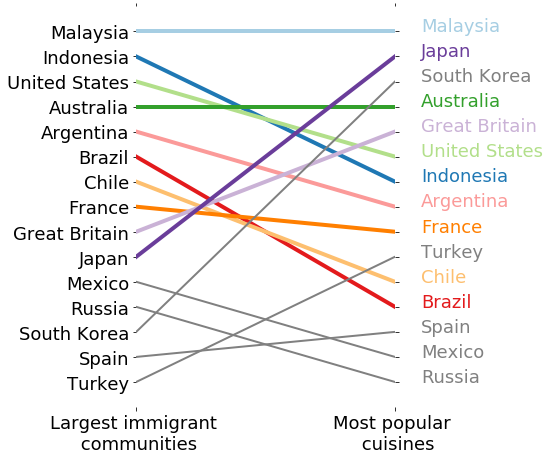 Malaysia
Indonesia
United States
Australia
Argentina
Brazil
Chile
France
Great Britain
Japan
Mexico
Russia
South Korea
Spain
Turkey
Malaysia
Japan
South Korea
Australia
Great Britain
United States
Indonesia
Argentina
France
Turkey
Chile
Brazil
Spain
Mexico
Russia
Largest immigrant
communities
Most popular
cuisines